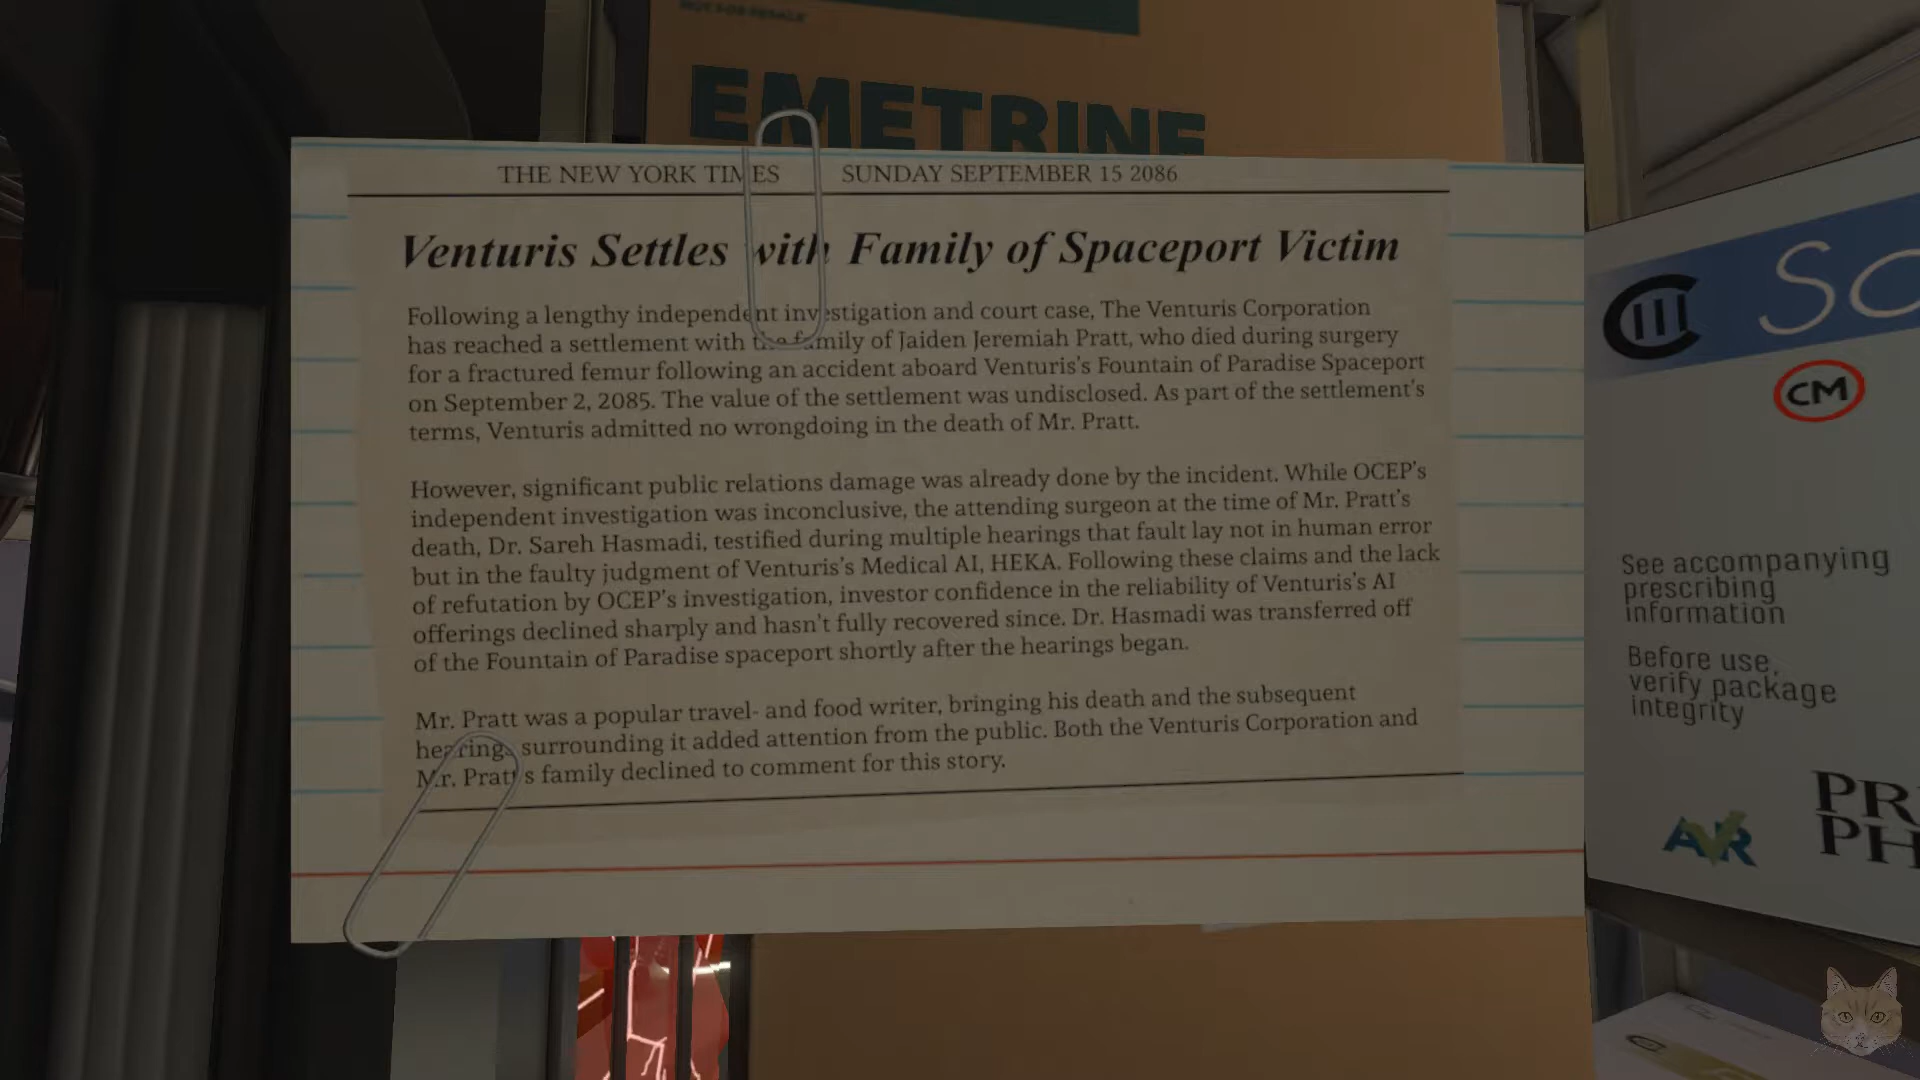 NOT FOR RESALE
EMETRINE
THE NEW YORK TIMES SUNDAY SEPTEMBER 15 2086
Venturis Settles with Family of Spaceport Victim
Following a lengthy independent investigation and court case, The Venturis Corporation
has reached a settlement with the family of Jaiden Jeremiah Pratt, who died during surgery
for a fractured femur following an accident aboard Venturis's Fountain of Paradise Spaceport
on September 2, 2085. The value of the settlement was undisclosed. As part of the settlement's
terms, Venturis admitted no wrongdoing in the death of Mr. Pratt.
However, significant public relations damage was already done by the incident. While OCEP's
independent investigation was inconclusive, the attending surgeon at the time of Mr. Pratt's
death, Dr. Sareh Hasmadi, testified during multiple hearings that fault lay not in human error
but in the faulty judgment of Venturis's Medical AI, HEKA. Following these claims and the lack
of refutation by OCEP's investigation, investor confidence in the reliability of Venturis's AI
offerings declined sharply and hasn't fully recovered since. Dr. Hasmadi was transferred off
of the Fountain of Paradise spaceport shortly after the hearings began.
Mr. Pratt was a popular travel- and food writer, bringing his death and the subsequent
hearings surrounding it added attention from the public. Both the Venturis Corporation and
Mr. Pratt's family declined to comment for this story.
CIII
So
CM
See accompanying
prescribing
information
Before use,
verify package
integrity
AVR
PR
PH